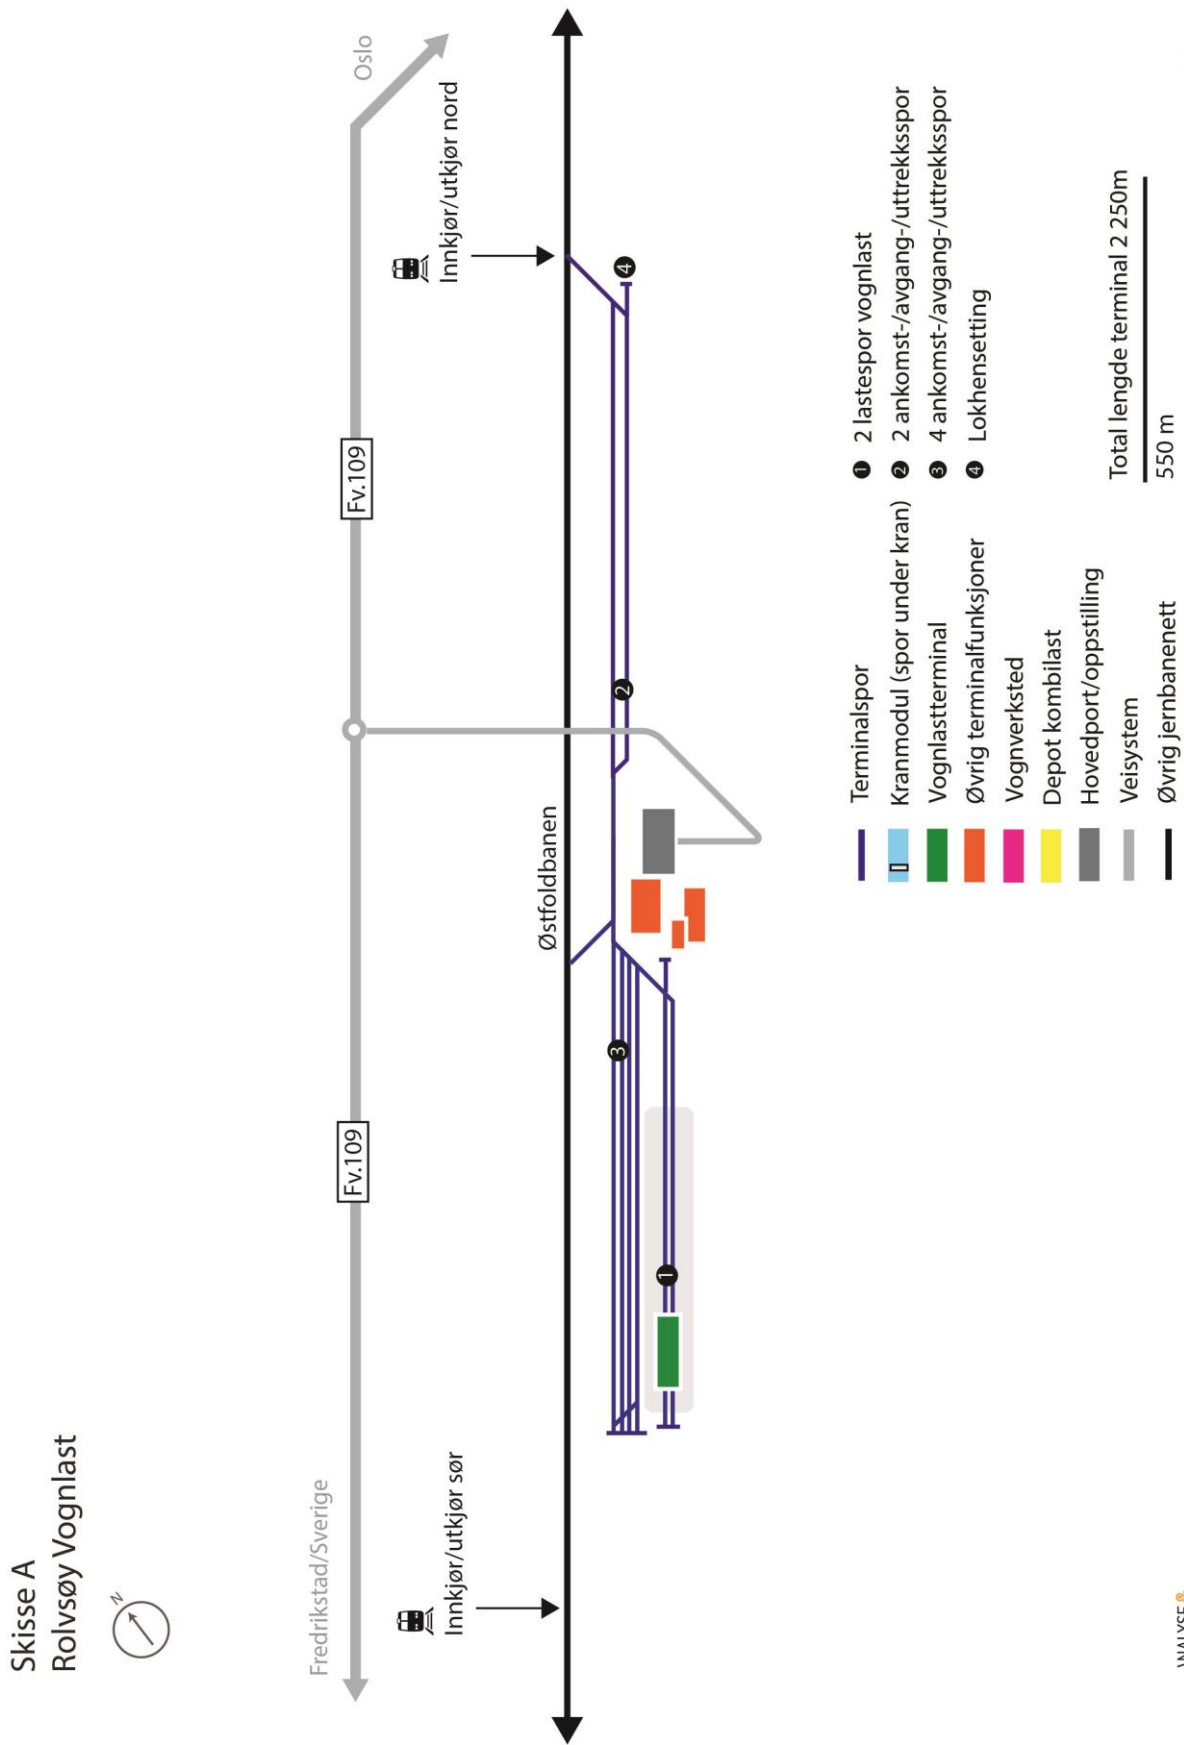 Skisse A
Rolvsøy Vognlast
N
Fredrikstad/Sverige
Fv.109
Fv.109
Oslo
Innkjør/utkjør sør
Innkjør/utkjør nord
Østfoldbanen
1
2
3
4
Terminalspor
Kranmodul (spor under kran)
Vognlastterminal
Øvrig terminalfunksjoner
Vognverksted
Depot kombilast
Hovedport/oppstilling
Veisystem
Øvrig jernbanenett
1 2 lastespor vognlast
2 2 ankomst-/avgang-/uttrekksspor
3 4 ankomst-/avgang-/uttrekksspor
4 Lokhensetting
Total lengde terminal 2 250m
550 m